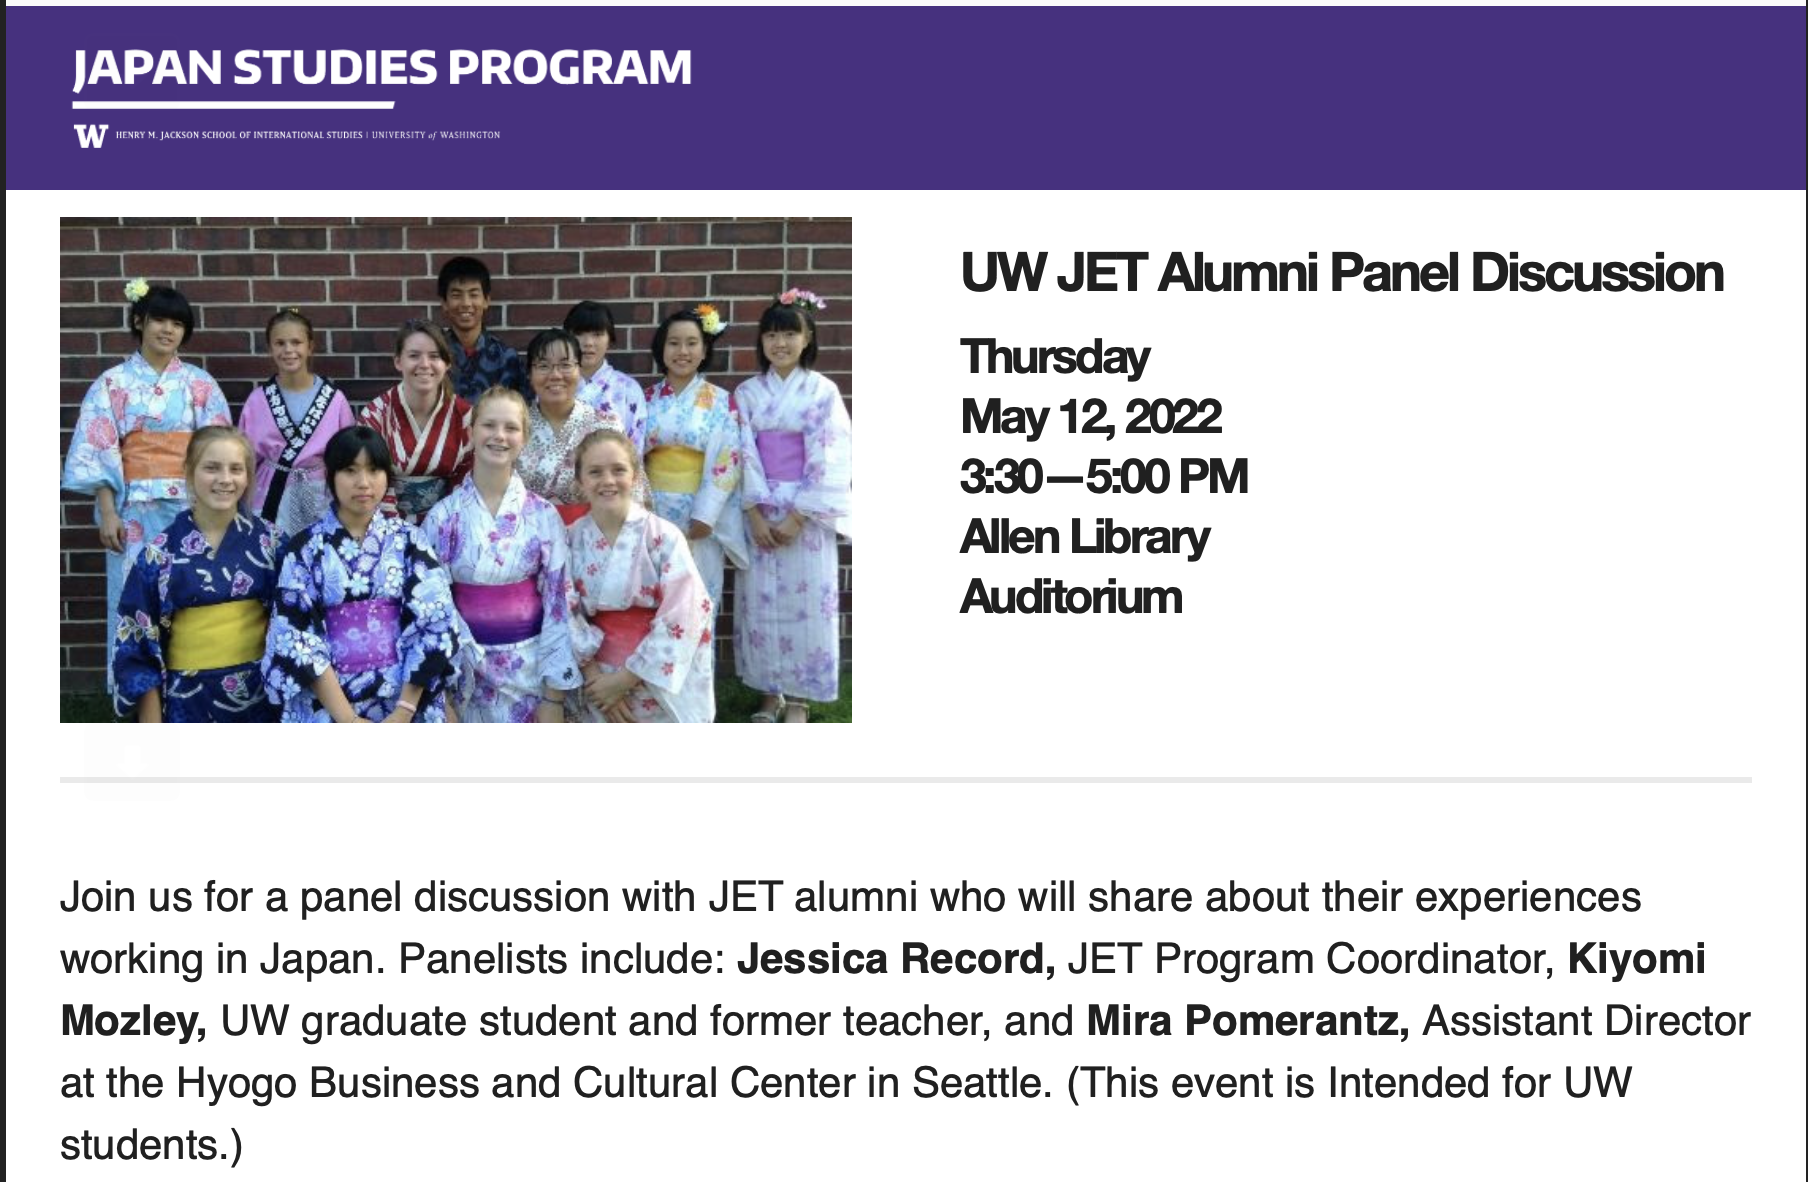 JAPAN STUDIES PROGRAM
W HENRY M. JACKSON SCHOOL OF INTERNATIONAL STUDIES | UNIVERSITY of WASHINGTON
UW JET Alumni Panel Discussion
Thursday
May 12, 2022
3:30—5:00 PM
Allen Library
Auditorium
Join us for a panel discussion with JET alumni who will share about their experiences
working in Japan. Panelists include: Jessica Record, JET Program Coordinator, Kiyomi
Mozley, UW graduate student and former teacher, and Mira Pomerantz, Assistant Director
at the Hyogo Business and Cultural Center in Seattle. (This event is Intended for UW
students.)